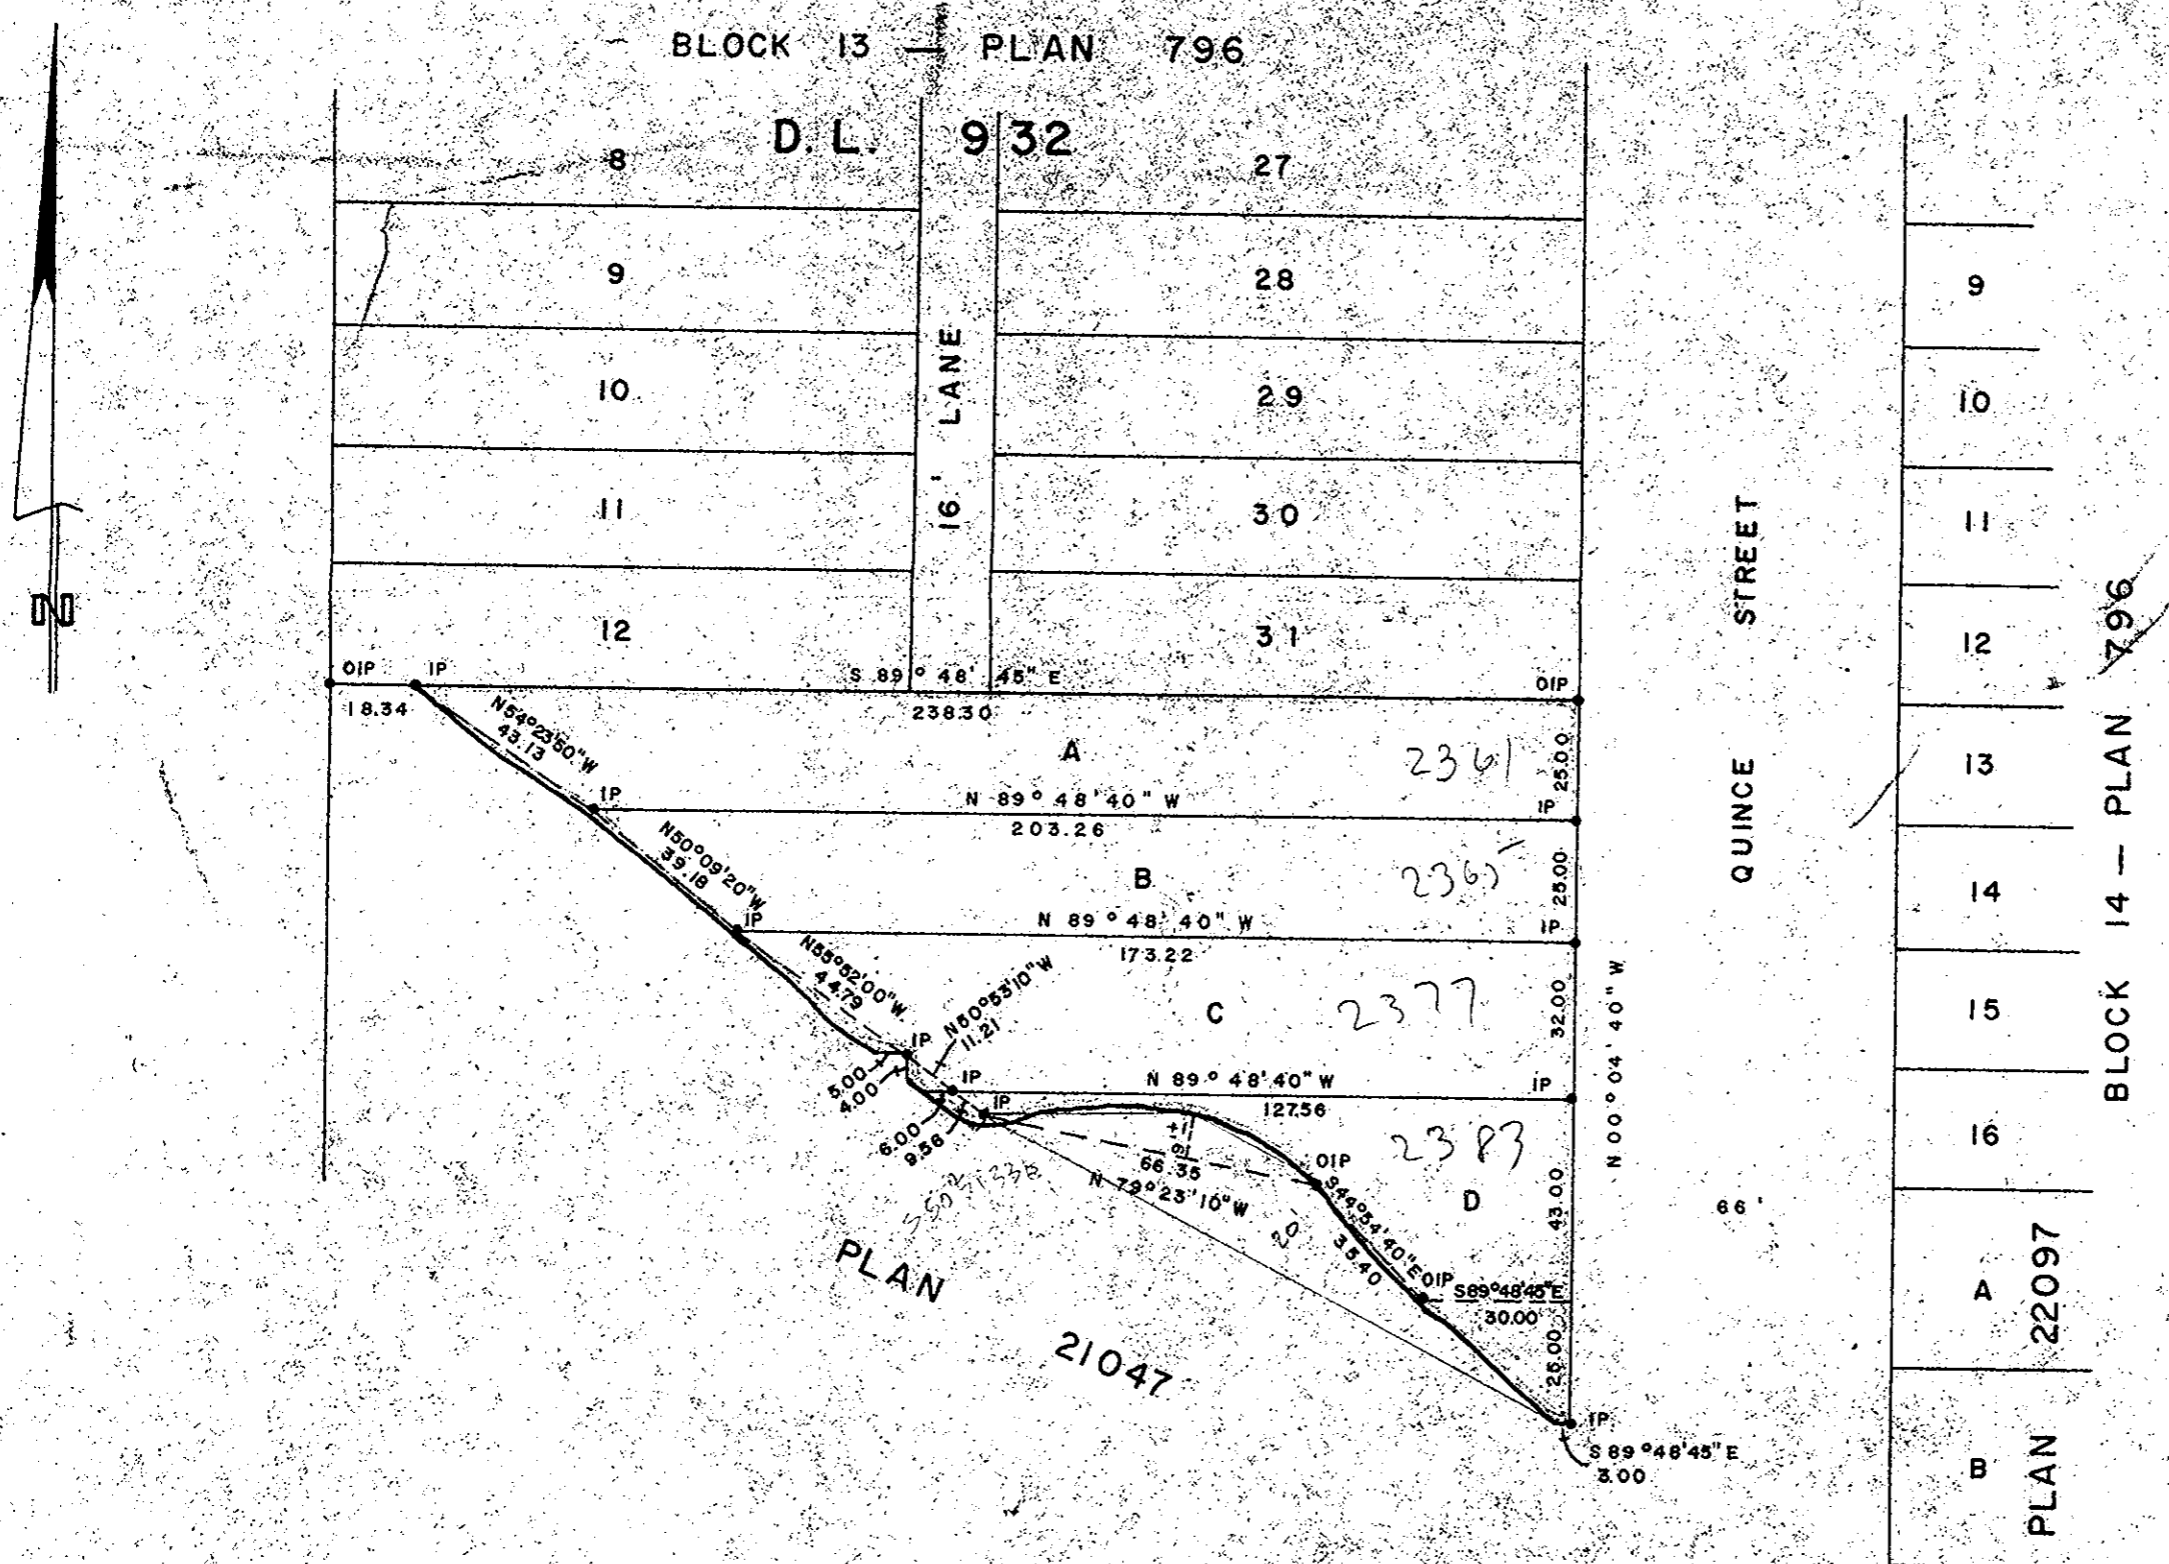 BLOCK 13 — PLAN 796
D. L. 932
8
27
9
28
10
29
11
30
12
31
16' LANE
STREET
QUINCE
66'
N
OIP
IP
S 89° 48' 45" E
OIP
18.34
238.30
N54°23'50"W
43.13
A
2361
25.00
IP
N 89° 48' 40" W
IP
203.26
N50°09'20"W
39.18
B
2365
25.00
IP
N 89° 48' 40" W
IP
173.22
N55°52'00"W
44.79
N50°53'10"W
11.21
C
2377
32.00
N 00° 04' 40" W
IP
5.00
4.00
IP
N 89° 48' 40" W
IP
127.56
IP
6.00
9.56
2383
66.35
N 79° 23' 10" W
OIP
S44°54'40"E
35.40
20
D
43.00
OIP
S89°48'45"E
30.00
25.00
IP
S 89° 48' 45" E
3.00
PLAN
21047
9
10
11
12
13
14
15
16
A
B
BLOCK 14 — PLAN 796
PLAN 22097